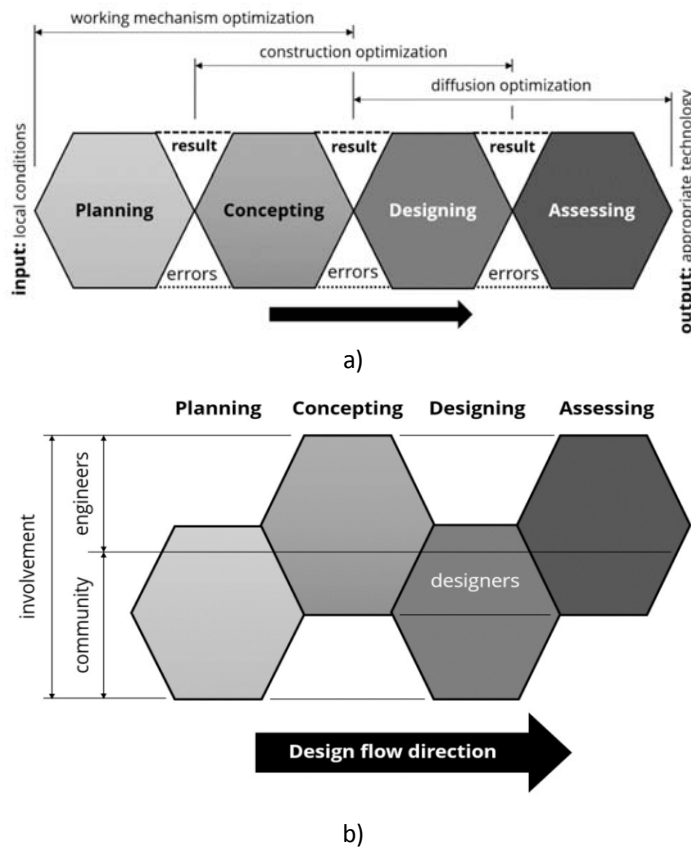 working mechanism optimization
construction optimization
diffusion optimization
input: local conditions
result
result
result
Planning
Concepting
Designing
Assessing
errors
errors
errors
output: appropriate technology
a)
Planning
Concepting
Designing
Assessing
involvement
engineers
community
designers
Design flow direction
b)